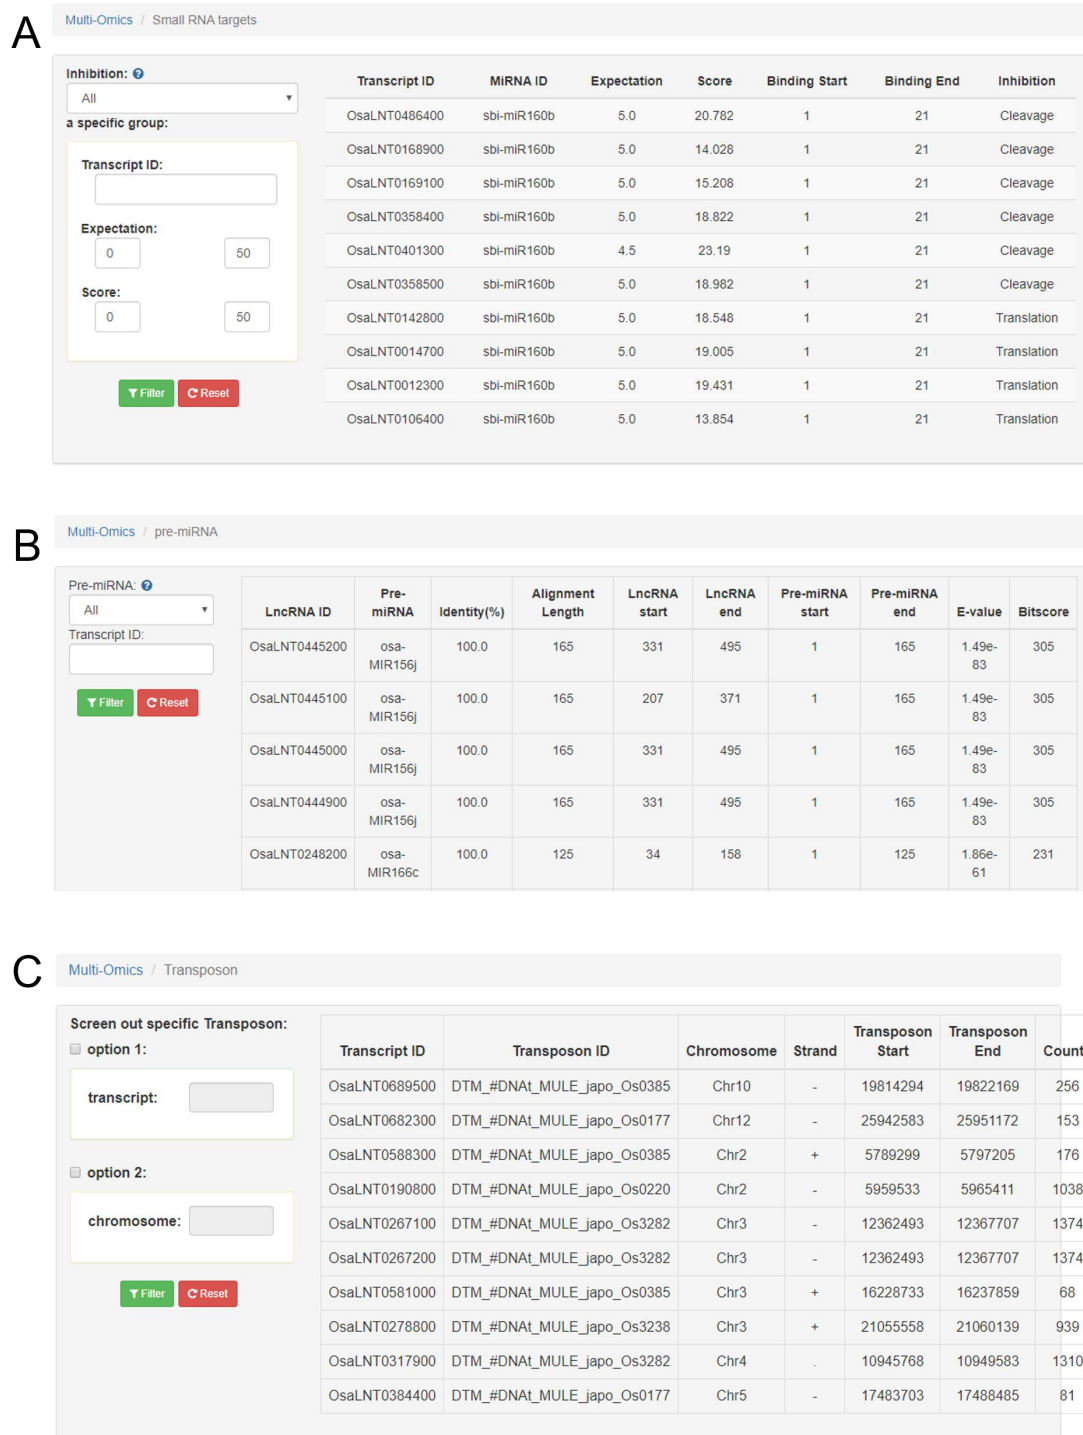 A
Multi-Omics / Small RNA targets
Inhibition:
All
a specific group:
Transcript ID:
Expectation:
0 50
Score:
0 50
Filter Reset
Transcript ID MiRNA ID Expectation Score Binding Start Binding End Inhibition
OsaLNT0486400 sbi-miR160b 5.0 20.782 1 21 Cleavage
OsaLNT0168900 sbi-miR160b 5.0 14.028 1 21 Cleavage
OsaLNT0169100 sbi-miR160b 5.0 15.208 1 21 Cleavage
OsaLNT0358400 sbi-miR160b 5.0 18.822 1 21 Cleavage
OsaLNT0401300 sbi-miR160b 4.5 23.19 1 21 Cleavage
OsaLNT0358500 sbi-miR160b 5.0 18.982 1 21 Cleavage
OsaLNT0142800 sbi-miR160b 5.0 18.548 1 21 Translation
OsaLNT0014700 sbi-miR160b 5.0 19.005 1 21 Translation
OsaLNT0012300 sbi-miR160b 5.0 19.431 1 21 Translation
OsaLNT0106400 sbi-miR160b 5.0 13.854 1 21 Translation
B
Multi-Omics / pre-miRNA
Pre-miRNA:
All
Transcript ID:
Filter Reset
LncRNA ID Pre-miRNA Identity(%) Alignment Length LncRNA start LncRNA end Pre-miRNA start Pre-miRNA end E-value Bitscore
OsaLNT0445200 osa-MIR156j 100.0 165 331 495 1 165 1.49e-83 305
OsaLNT0445100 osa-MIR156j 100.0 165 207 371 1 165 1.49e-83 305
OsaLNT0445000 osa-MIR156j 100.0 165 331 495 1 165 1.49e-83 305
OsaLNT0444900 osa-MIR156j 100.0 165 331 495 1 165 1.49e-83 305
OsaLNT0248200 osa-MIR166c 100.0 125 34 158 1 125 1.86e-61 231
C
Multi-Omics / Transposon
Screen out specific Transposon:
option 1:
transcript:
option 2:
chromosome:
Filter Reset
Transcript ID Transposon ID Chromosome Strand Transposon Start Transposon End Count
OsaLNT0689500 DTM_#DNAt_MULE_japo_Os0385 Chr10 - 19814294 19822169 256
OsaLNT0682300 DTM_#DNAt_MULE_japo_Os0177 Chr12 - 25942583 25951172 153
OsaLNT0588300 DTM_#DNAt_MULE_japo_Os0385 Chr2 + 5789299 5797205 176
OsaLNT0190800 DTM_#DNAt_MULE_japo_Os0220 Chr2 - 5959533 5965411 1038
OsaLNT0267100 DTM_#DNAt_MULE_japo_Os3282 Chr3 - 12362493 12367707 1374
OsaLNT0267200 DTM_#DNAt_MULE_japo_Os3282 Chr3 - 12362493 12367707 1374
OsaLNT0581000 DTM_#DNAt_MULE_japo_Os0385 Chr3 + 16228733 16237859 68
OsaLNT0278800 DTM_#DNAt_MULE_japo_Os3238 Chr3 + 21055558 21060139 939
OsaLNT0317900 DTM_#DNAt_MULE_japo_Os3282 Chr4 . 10945768 10949583 1310
OsaLNT0384400 DTM_#DNAt_MULE_japo_Os0177 Chr5 - 17483703 17488485 81